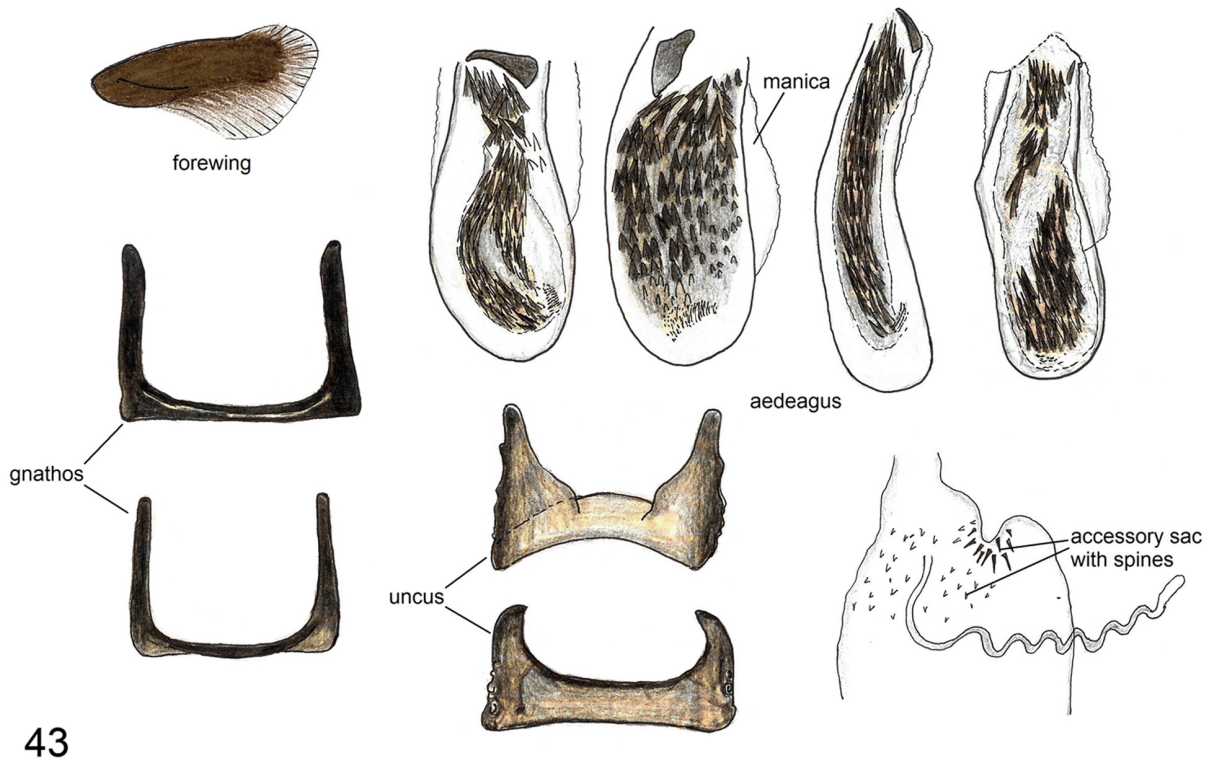 forewing
manica
aedeagus
gnathos
uncus
accessory sac
with spines
43